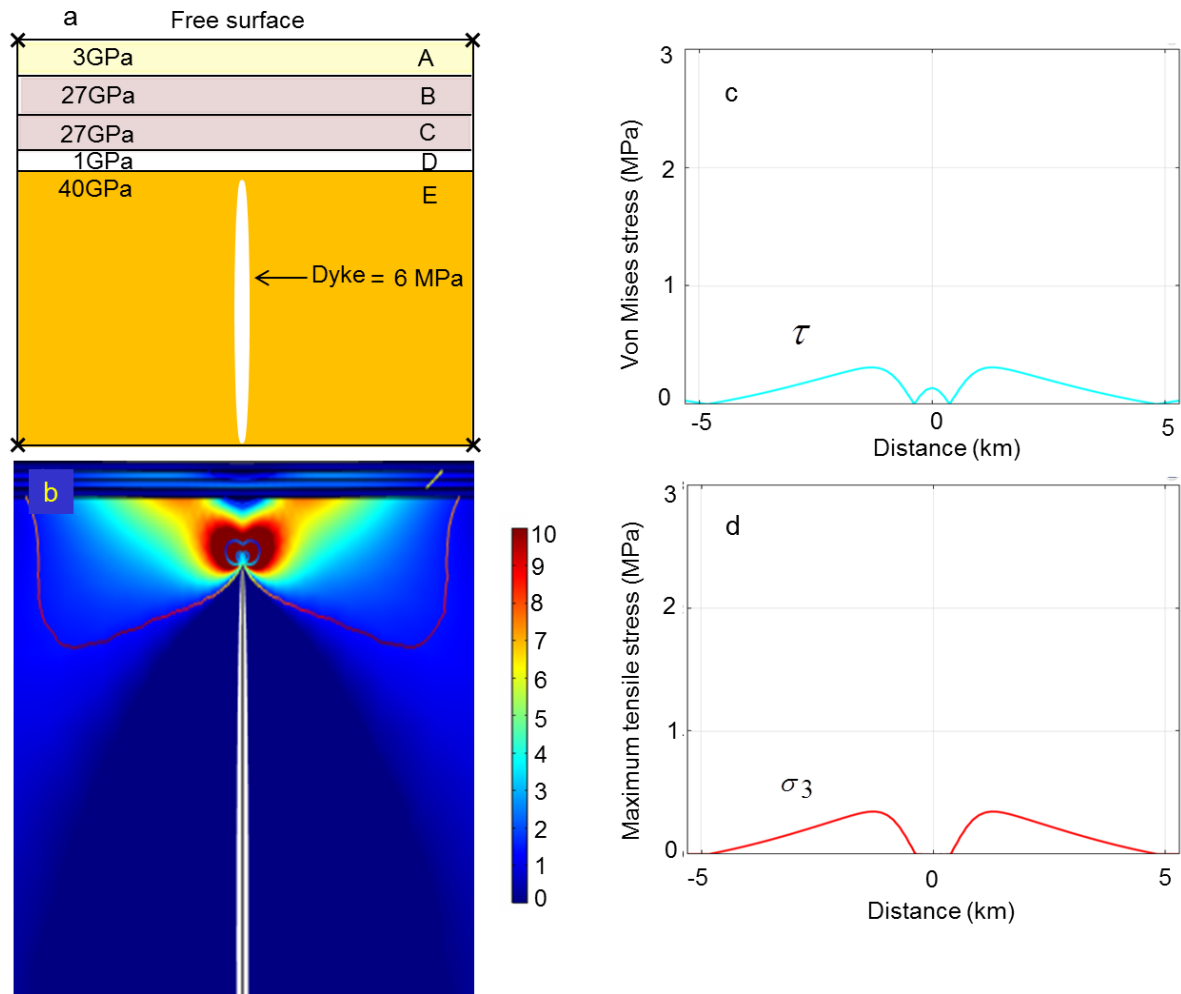 a
Free surface
3GPa A
27GPa B
27GPa C
1GPa D
40GPa E
Dyke = 6 MPa
b
10
9
8
7
6
5
4
3
2
1
0
c
Von Mises stress (MPa)
3
2
1
0
τ
-5 0 5
Distance (km)
d
Maximum tensile stress (MPa)
3
2
1
0
σ3
-5 0 5
Distance (km)